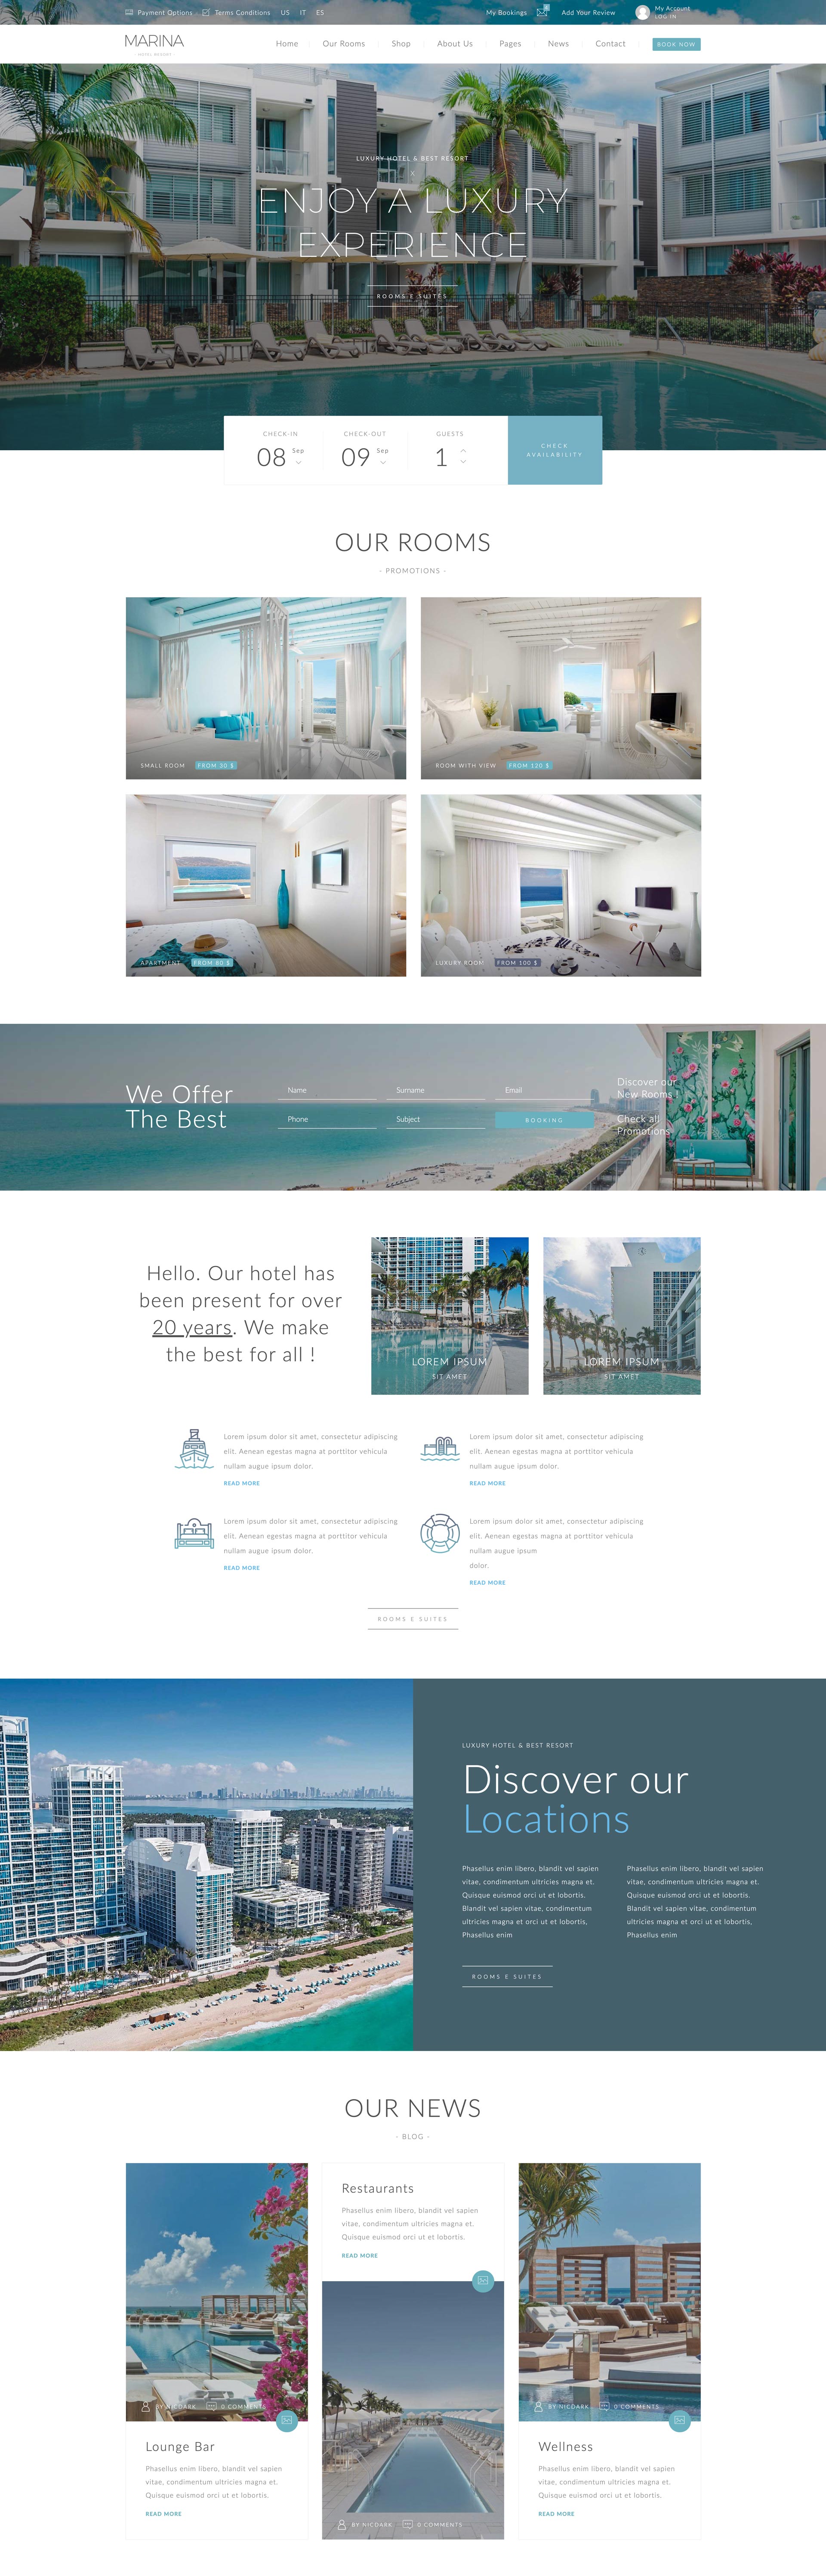 Payment Options
Terms Conditions
US
IT
ES
My Bookings
Add Your Review
My Account
LOG IN
MARINA
HOTEL RESORT
Home
Our Rooms
Shop
About Us
Pages
News
Contact
BOOK NOW
LUXURY HOTEL & BEST RESORT
X
ENJOY A LUXURY
EXPERIENCE
ROOMS E SUITES
CHECK-IN
08 Sep
CHECK-OUT
09 Sep
GUESTS
1
CHECK
AVAILABILITY
OUR ROOMS
- PROMOTIONS -
SMALL ROOM
FROM 30 $
ROOM WITH VIEW
FROM 120 $
APARTMENT
FROM 80 $
LUXURY ROOM
FROM 100 $
We Offer
The Best
Name
Surname
Email
Phone
Subject
BOOKING
Discover our
New Rooms !
Check all
Promotions
Hello. Our hotel has
been present for over
20 years. We make
the best for all !
LOREM IPSUM
SIT AMET
LOREM IPSUM
SIT AMET
Lorem ipsum dolor sit amet, consectetur adipiscing
elit. Aenean egestas magna at porttitor vehicula
nullam augue ipsum dolor.
READ MORE
Lorem ipsum dolor sit amet, consectetur adipiscing
elit. Aenean egestas magna at porttitor vehicula
nullam augue ipsum dolor.
READ MORE
Lorem ipsum dolor sit amet, consectetur adipiscing
elit. Aenean egestas magna at porttitor vehicula
nullam augue ipsum dolor.
READ MORE
Lorem ipsum dolor sit amet, consectetur adipiscing
elit. Aenean egestas magna at porttitor vehicula
nullam augue ipsum
dolor.
READ MORE
ROOMS E SUITES
LUXURY HOTEL & BEST RESORT
Discover our
Locations
Phasellus enim libero, blandit vel sapien
vitae, condimentum ultricies magna et.
Quisque euismod orci ut et lobortis.
Blandit vel sapien vitae, condimentum
ultricies magna et orci ut et lobortis,
Phasellus enim
Phasellus enim libero, blandit vel sapien
vitae, condimentum ultricies magna et.
Quisque euismod orci ut et lobortis.
Blandit vel sapien vitae, condimentum
ultricies magna et orci ut et lobortis,
Phasellus enim
ROOMS E SUITES
OUR NEWS
- BLOG -
BY NICDARK
0 COMMENTS
Lounge Bar
Phasellus enim libero, blandit vel sapien
vitae, condimentum ultricies magna et.
Quisque euismod orci ut et lobortis.
READ MORE
Restaurants
Phasellus enim libero, blandit vel sapien
vitae, condimentum ultricies magna et.
Quisque euismod orci ut et lobortis.
READ MORE
BY NICDARK
0 COMMENTS
BY NICDARK
0 COMMENTS
Wellness
Phasellus enim libero, blandit vel sapien
vitae, condimentum ultricies magna et.
Quisque euismod orci ut et lobortis.
READ MORE